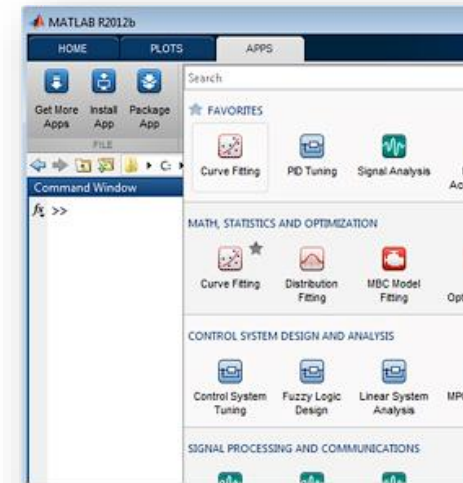 MATLAB R2012b
HOME PLOTS APPS
Get More Apps
Install App
Package App
FILE
Search
FAVORITES
Curve Fitting
PID Tuning
Signal Analysis
C:
Command Window
fx >>
MATH, STATISTICS AND OPTIMIZATION
Curve Fitting
Distribution Fitting
MBC Model Fitting
CONTROL SYSTEM DESIGN AND ANALYSIS
Control System Tuning
Fuzzy Logic Design
Linear System Analysis
SIGNAL PROCESSING AND COMMUNICATIONS